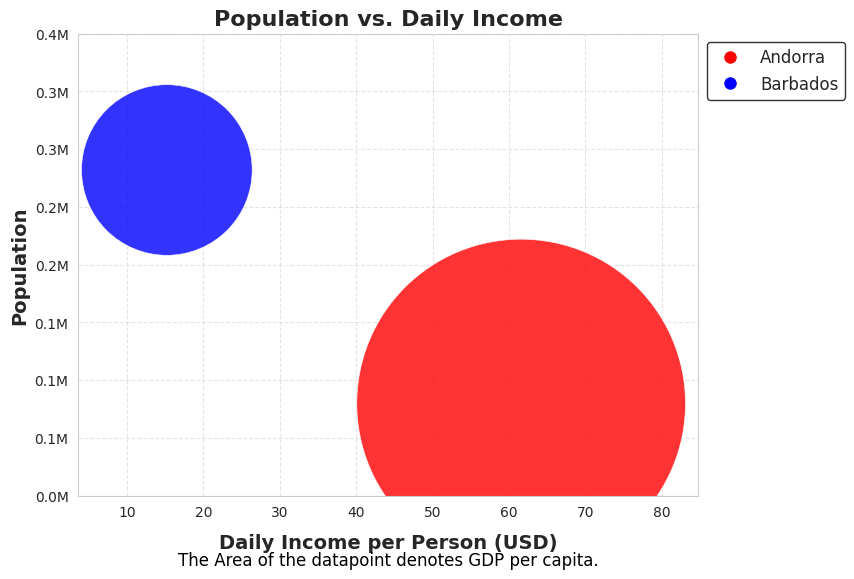 Population vs. Daily Income
Andorra
Barbados
Population
0.4M
0.3M
0.3M
0.2M
0.2M
0.1M
0.1M
0.1M
0.0M
10 20 30 40 50 60 70 80
Daily Income per Person (USD)
The Area of the datapoint denotes GDP per capita.